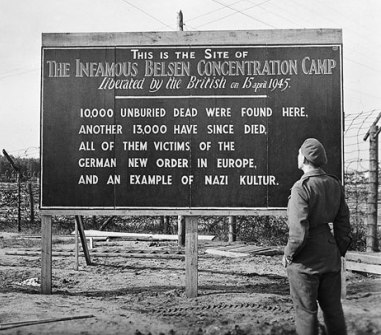 THIS IS THE SITE OF
THE INFAMOUS BELSEN CONCENTRATION CAMP
Liberated by the British on 15 april 1945.
10,000 UNBURIED DEAD WERE FOUND HERE,
ANOTHER 13,000 HAVE SINCE DIED,
ALL OF THEM VICTIMS OF THE
GERMAN NEW ORDER IN EUROPE,
AND AN EXAMPLE OF NAZI KULTUR.